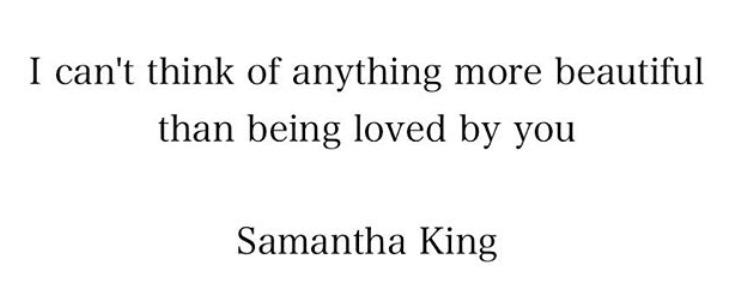 I can't think of anything more beautiful
than being loved by you
Samantha King